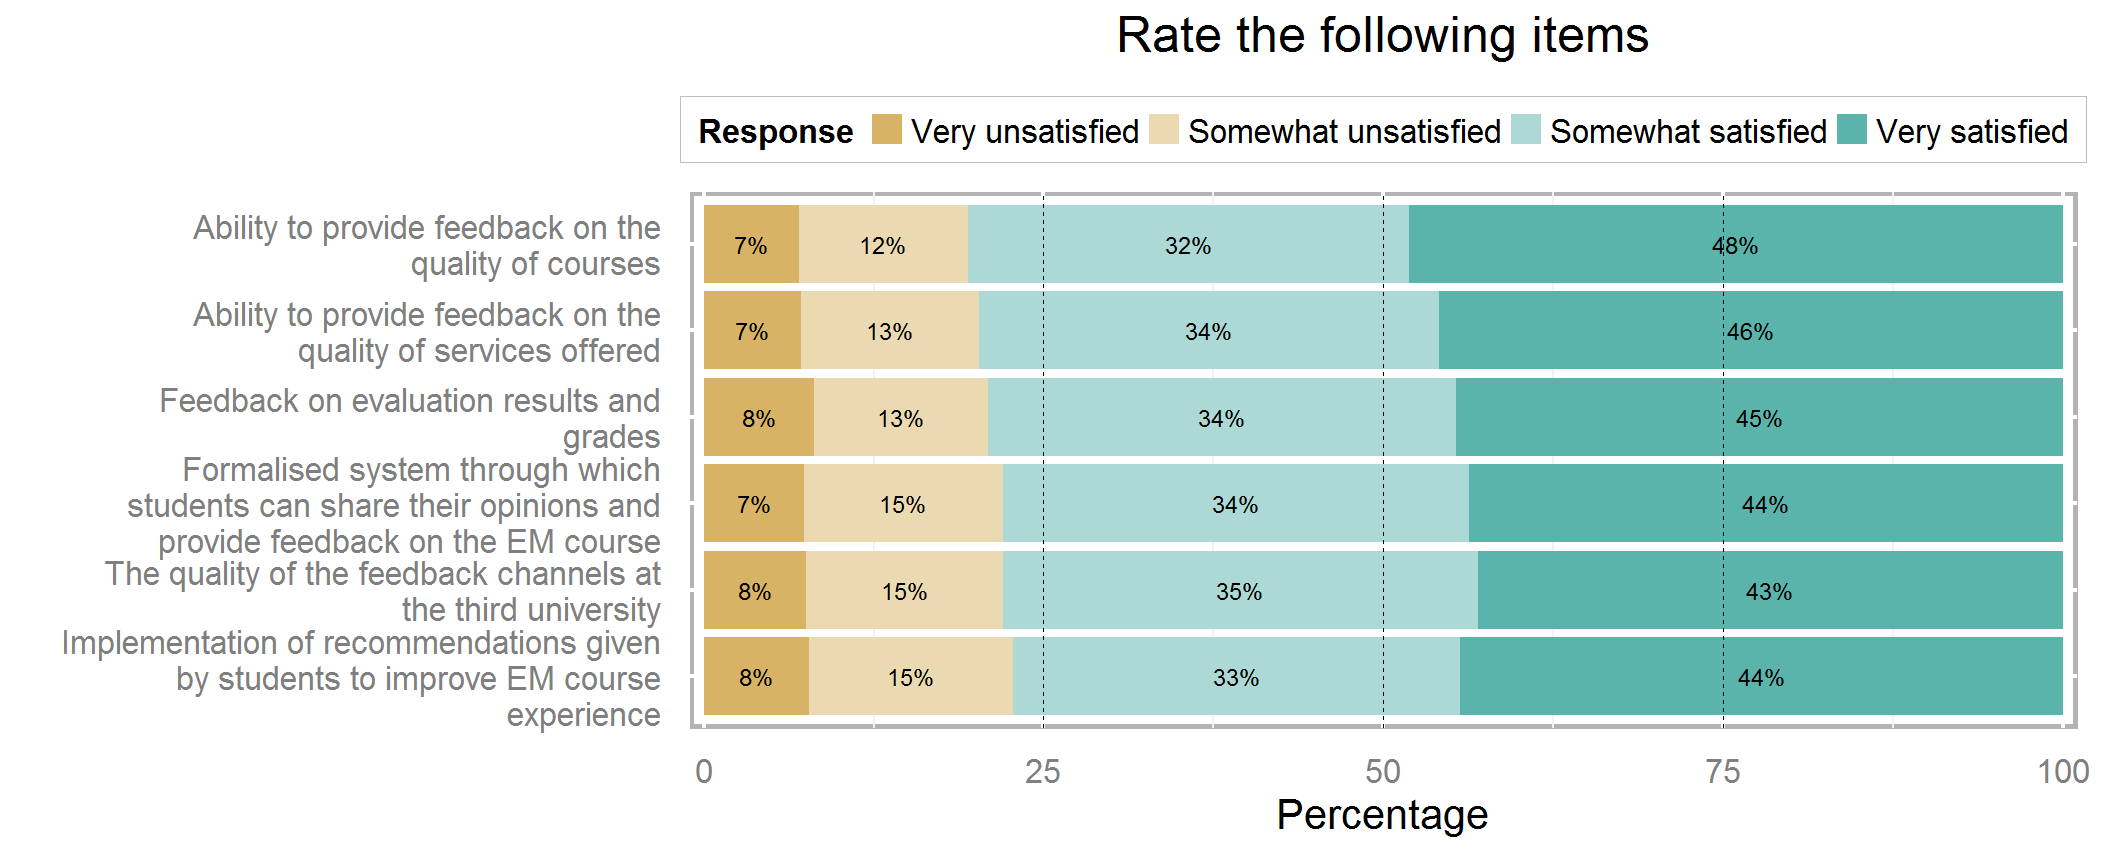 Rate the following items
Response Very unsatisfied Somewhat unsatisfied Somewhat satisfied Very satisfied
Ability to provide feedback on the
quality of courses
7% 12% 32% 48%
Ability to provide feedback on the
quality of services offered
7% 13% 34% 46%
Feedback on evaluation results and
grades
8% 13% 34% 45%
Formalised system through which
students can share their opinions and
provide feedback on the EM course
7% 15% 34% 44%
The quality of the feedback channels at
the third university
8% 15% 35% 43%
Implementation of recommendations given
by students to improve EM course
experience
8% 15% 33% 44%
0 25 50 75 100
Percentage